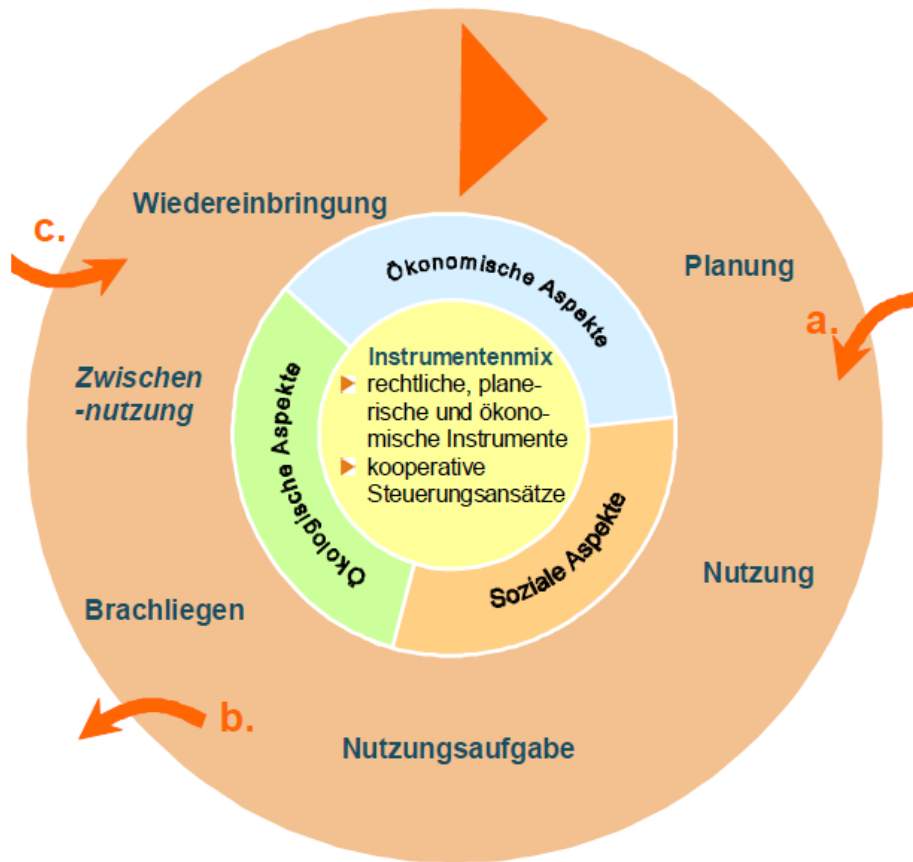 Wiedereinbringung
c.
Ökonomische Aspekte
Planung
a.
Instrumentenmix
rechtliche, plane-
rische und ökono-
mische Instrumente
kooperative
Steuerungsansätze
Zwischen
-nutzung
Ökologische Aspekte
Soziale Aspekte
Nutzung
Brachliegen
b.
Nutzungsaufgabe